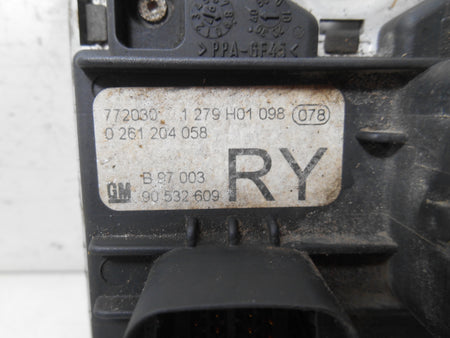 >PPA-GF45<
772030 1 279 H01 098 078
0 261 204 058
B 97 003
GM 90 532 609
RY